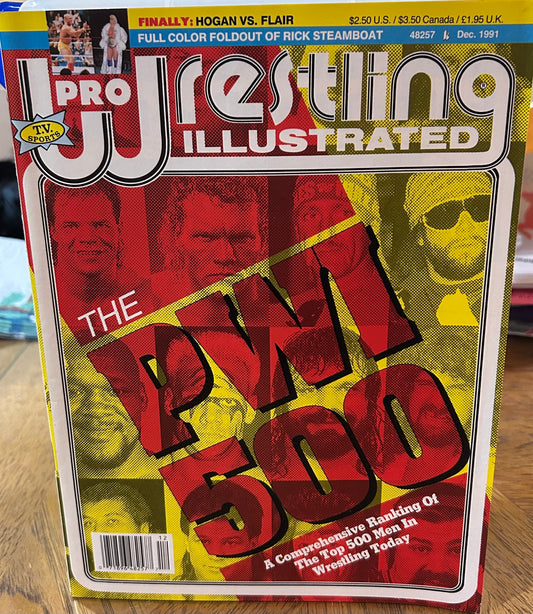 FINALLY: HOGAN VS. FLAIR
$2.50 U.S. / $3.50 Canada / £1.95 U.K.
FULL COLOR FOLDOUT OF RICK STEAMBOAT
48257 Dec. 1991
PRO
Wrestling
ILLUSTRATED
T.V.
SPORTS
THE
PWI
500
A Comprehensive Ranking Of
The Top 500 Men In
Wrestling Today
12